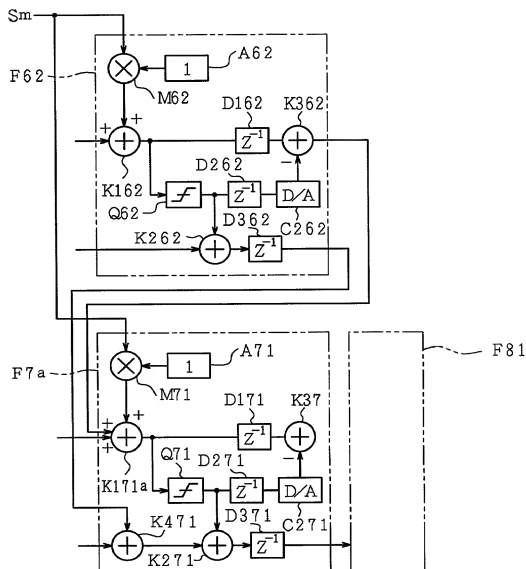 Sm
A62
F62
1
M62
D162
K362
+
+
+
Z⁻¹
+
D262
−
K162
Q62
Z⁻¹
D/A
D362
K262
C262
+
Z⁻¹
A71
F81
F7a
1
M71
D171
K37
+
+
+
+
Z⁻¹
+
Q71
D271
−
K171a
Z⁻¹
D/A
D371
K471
C271
K271
+
+
Z⁻¹